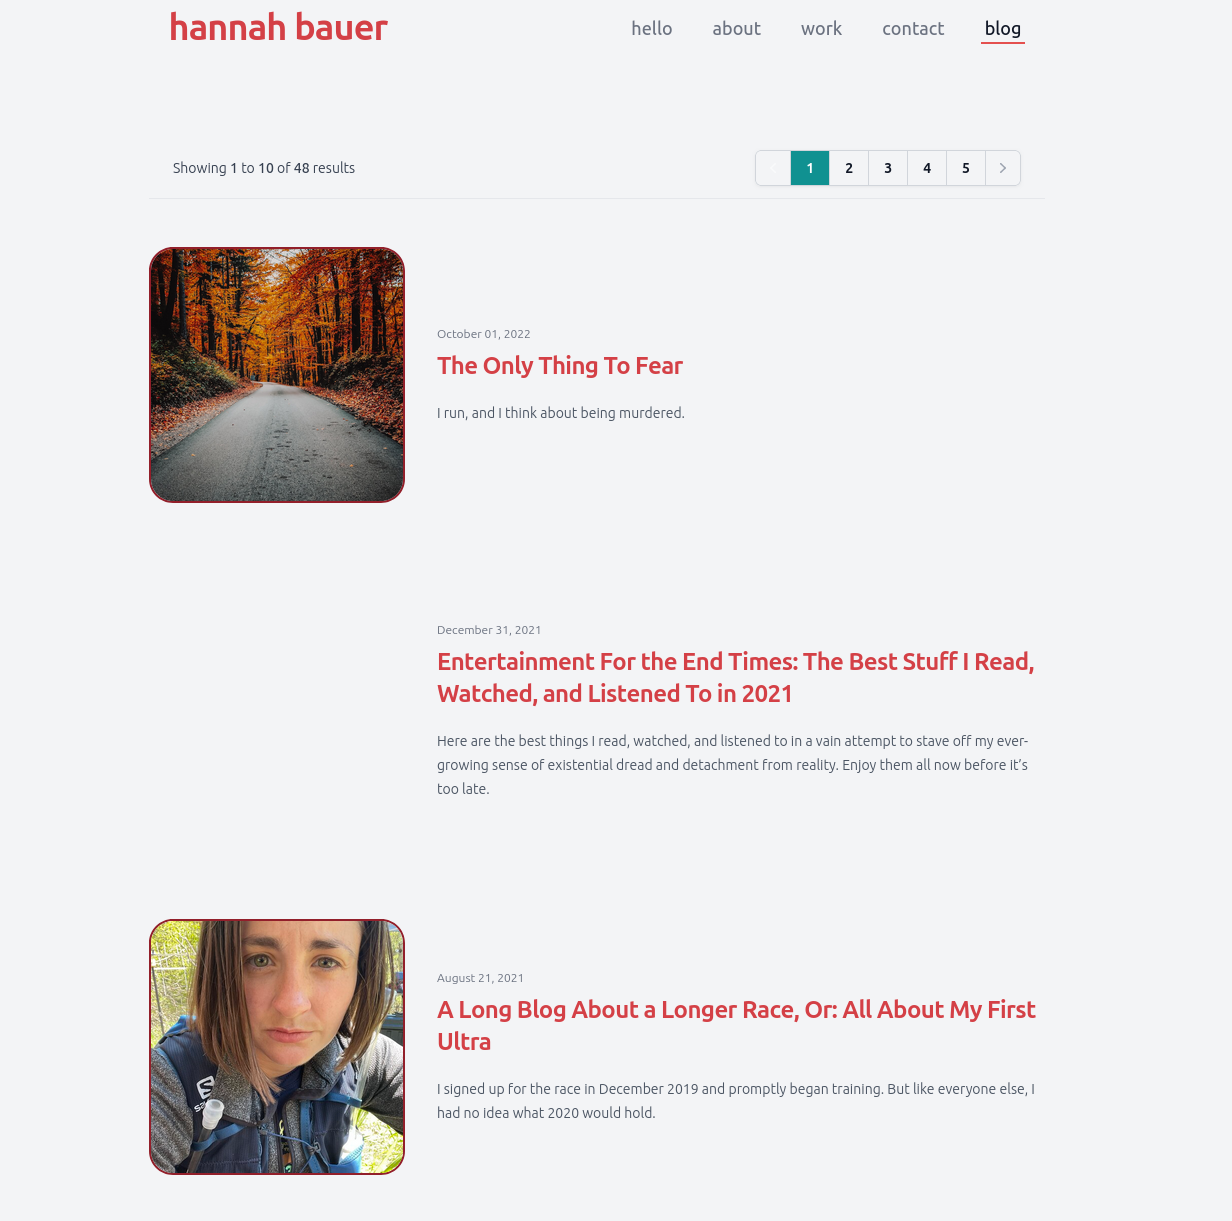 hannah bauer
hello about work contact blog
Showing 1 to 10 of 48 results
1 2 3 4 5
October 01, 2022
The Only Thing To Fear
I run, and I think about being murdered.
December 31, 2021
Entertainment For the End Times: The Best Stuff I Read,
Watched, and Listened To in 2021
Here are the best things I read, watched, and listened to in a vain attempt to stave off my ever-
growing sense of existential dread and detachment from reality. Enjoy them all now before it’s
too late.
August 21, 2021
A Long Blog About a Longer Race, Or: All About My First
Ultra
I signed up for the race in December 2019 and promptly began training. But like everyone else, I
had no idea what 2020 would hold.